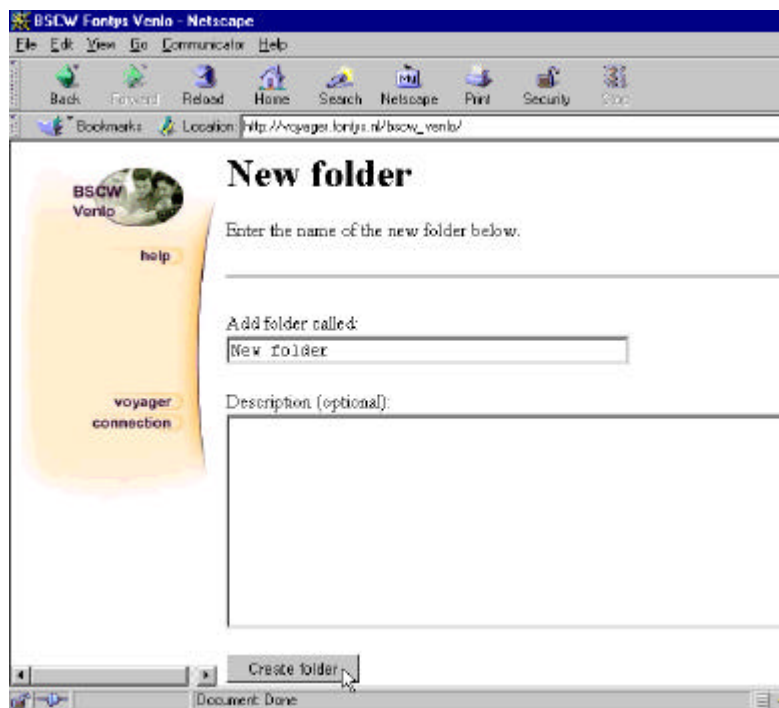 BSCW Fontys Venlo - Netscape
File Edit View Go Communicator Help
Back Forward Reload Home Search Netscape Print Security Stop
Bookmarks Location: http://voyager.fontys.nl/bscw_venlo/
BSCW
Venlo
help
voyager
connection
New folder
Enter the name of the new folder below.
Add folder called:
New folder
Description (optional):
Create folder
Document: Done